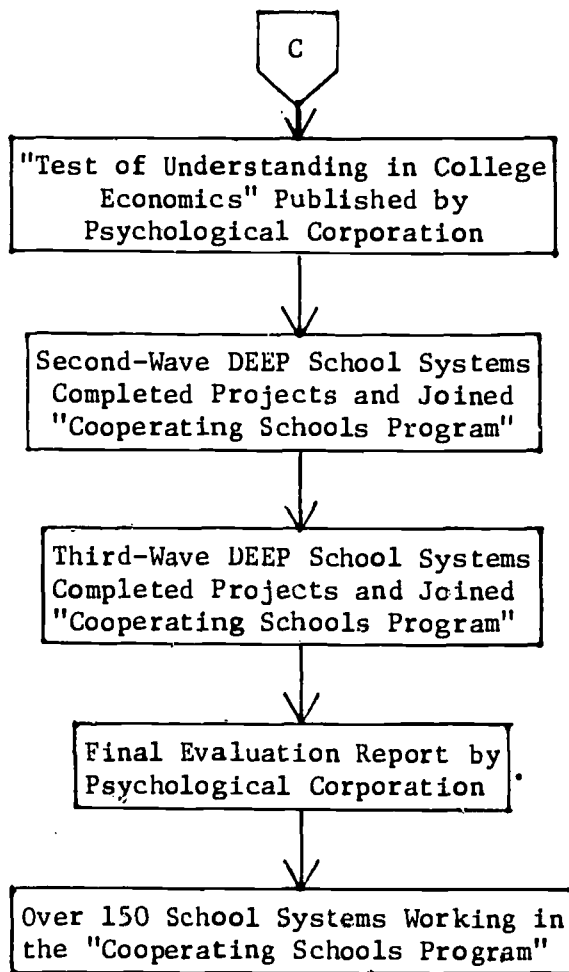 C
"Test of Understanding in College
Economics" Published by
Psychological Corporation
Second-Wave DEEP School Systems
Completed Projects and Joined
"Cooperating Schools Program"
Third-Wave DEEP School Systems
Completed Projects and Joined
"Cooperating Schools Program"
Final Evaluation Report by
Psychological Corporation
Over 150 School Systems Working in
the "Cooperating Schools Program"